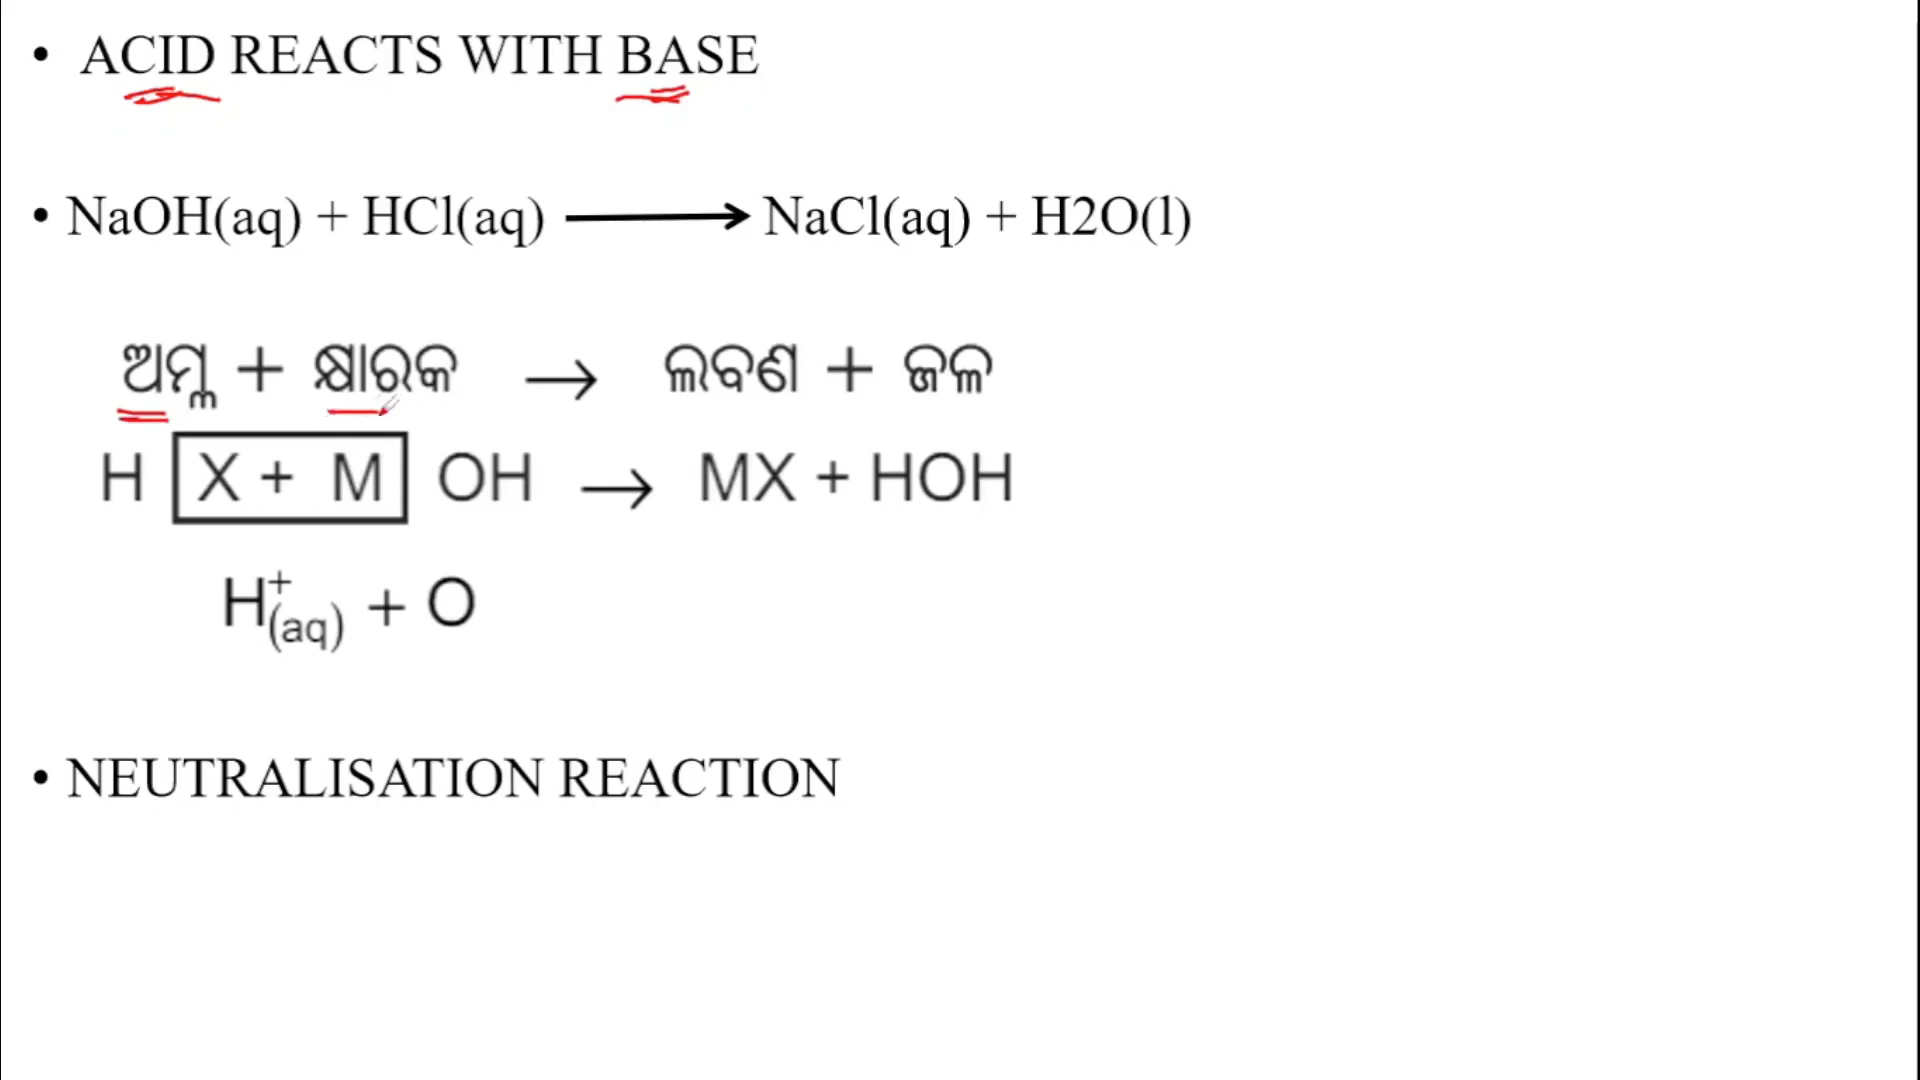 • ACID REACTS WITH BASE
• NaOH(aq) + HCl(aq) ⟶ NaCl(aq) + H2O(l)
ଅମ୍ଳ + କ୍ଷାରକ → ଲବଣ + ଜଳ
H X + M OH → MX + HOH
H⁺(aq) + O
• NEUTRALISATION REACTION